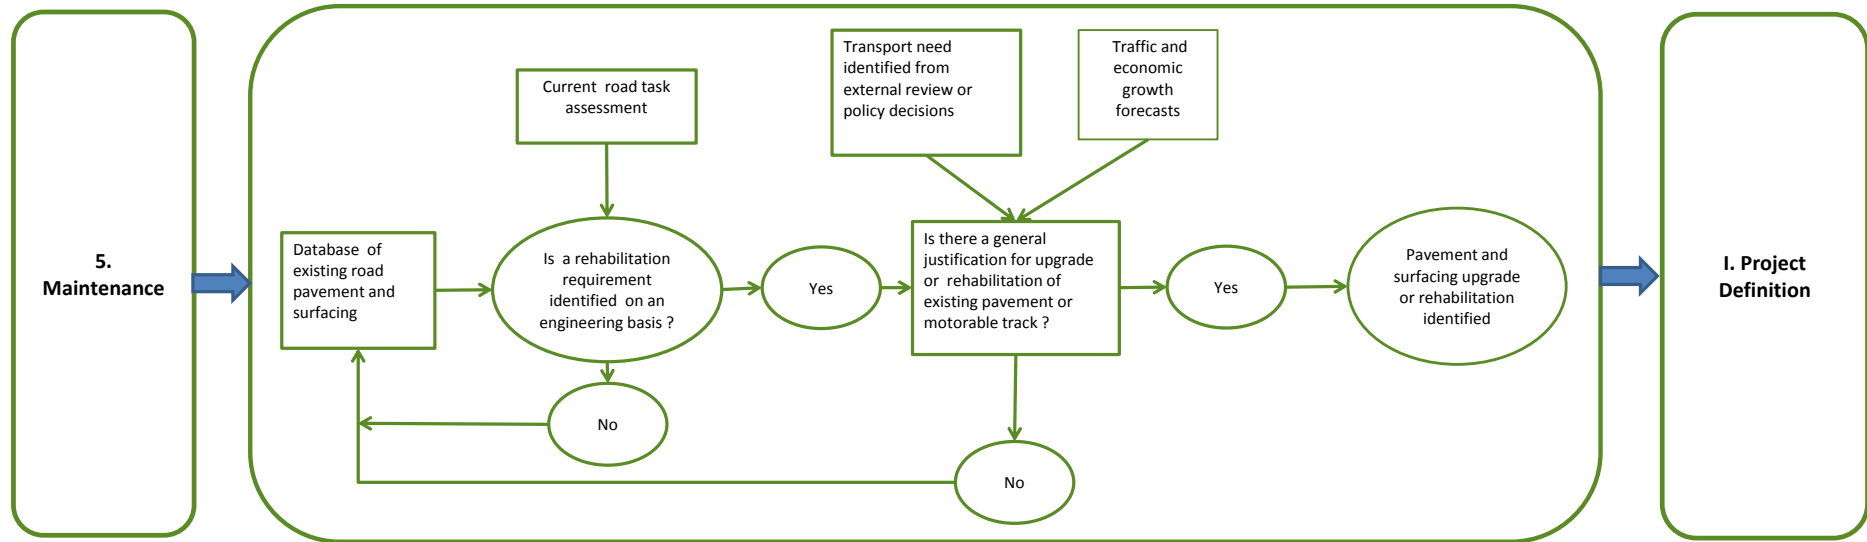 5.
Maintenance
Current road task
assessment
Transport need
identified from
external review or
policy decisions
Traffic and
economic
growth
forecasts
Database of
existing road
pavement and
surfacing
Is a rehabilitation
requirement
identified on an
engineering basis ?
Yes
Is there a general
justification for upgrade
or rehabilitation of
existing pavement or
motorable track ?
Yes
Pavement and
surfacing upgrade
or rehabilitation
identified
No
No
I. Project
Definition